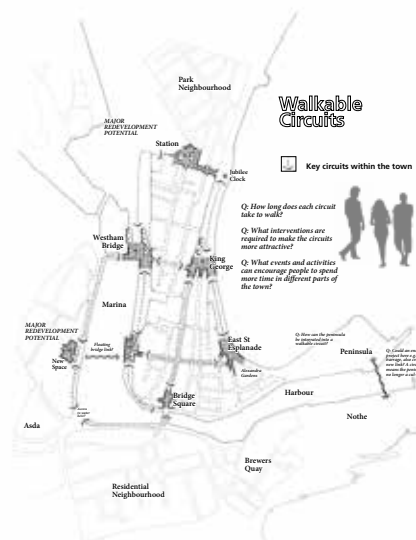 Park
Neighbourhood
Walkable
Circuits
MAJOR
REDEVELOPMENT
POTENTIAL
Station
Jubilee
Clock
Key circuits within the town
Q: How long does each circuit
take to walk?
Q: What interventions are
required to make the circuits
more attractive?
Q: What events and activities
can encourage people to spend
more time in different parts of
the town?
Westham
Bridge
King
George
Marina
MAJOR
REDEVELOPMENT
POTENTIAL
Floating
bridge link?
New
Space
East St
Esplanade
Q: How can the peninsula
be integrated into a
walkable circuit?
Peninsula
Alexandra
Gardens
Bridge
Square
Harbour
Nothe
Asda
Brewers
Quay
Residential
Neighbourhood